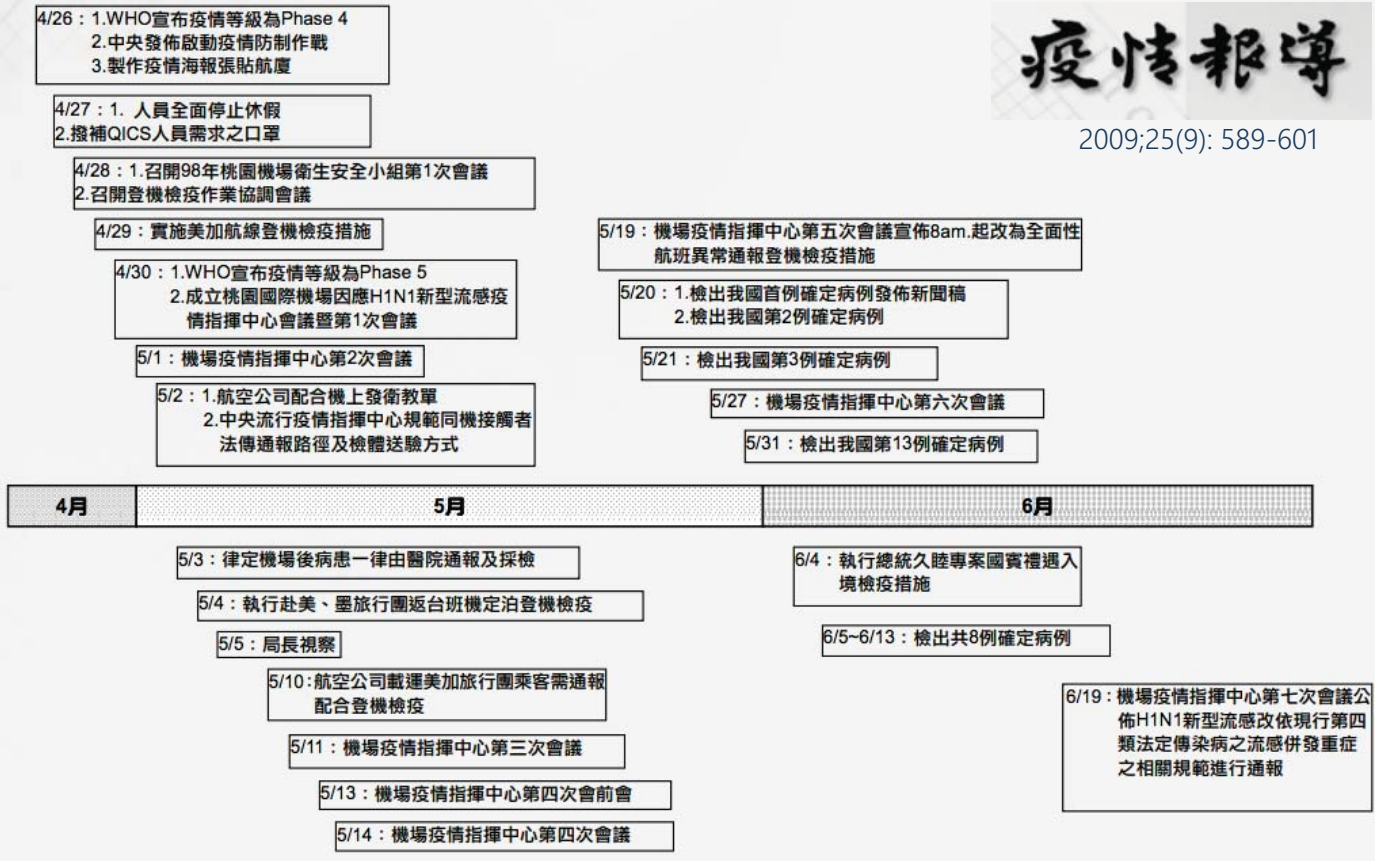 疫情報導
2009;25(9): 589-601
4/26：1.WHO宣布疫情等級為Phase 4
2.中央發佈啟動疫情防制作戰
3.製作疫情海報張貼航廈
4/27：1. 人員全面停止休假
2.撥補QICS人員需求之口罩
4/28：1.召開98年桃園機場衛生安全小組第1次會議
2.召開登機檢疫作業協調會議
4/29：實施美加航線登機檢疫措施
4/30：1.WHO宣布疫情等級為Phase 5
2.成立桃園國際機場因應H1N1新型流感疫
情指揮中心會議暨第1次會議
5/1：機場疫情指揮中心第2次會議
5/2：1.航空公司配合機上發衛教單
2.中央流行疫情指揮中心規範同機接觸者
法傳通報路徑及檢體送驗方式
5/19：機場疫情指揮中心第五次會議宣佈8am.起改為全面性
航班異常通報登機檢疫措施
5/20：1.檢出我國首例確定病例發佈新聞稿
2.檢出我國第2例確定病例
5/21：檢出我國第3例確定病例
5/27：機場疫情指揮中心第六次會議
5/31：檢出我國第13例確定病例
4月
5月
6月
5/3：律定機場後病患一律由醫院通報及採檢
5/4：執行赴美、墨旅行團返台班機定泊登機檢疫
5/5：局長視察
5/10：航空公司載運美加旅行團乘客需通報
配合登機檢疫
5/11：機場疫情指揮中心第三次會議
5/13：機場疫情指揮中心第四次會前會
5/14：機場疫情指揮中心第四次會議
6/4：執行總統久睦專案國賓禮遇入
境檢疫措施
6/5~6/13：檢出共8例確定病例
6/19：機場疫情指揮中心第七次會議公
佈H1N1新型流感改依現行第四
類法定傳染病之流感併發重症
之相關規範進行通報